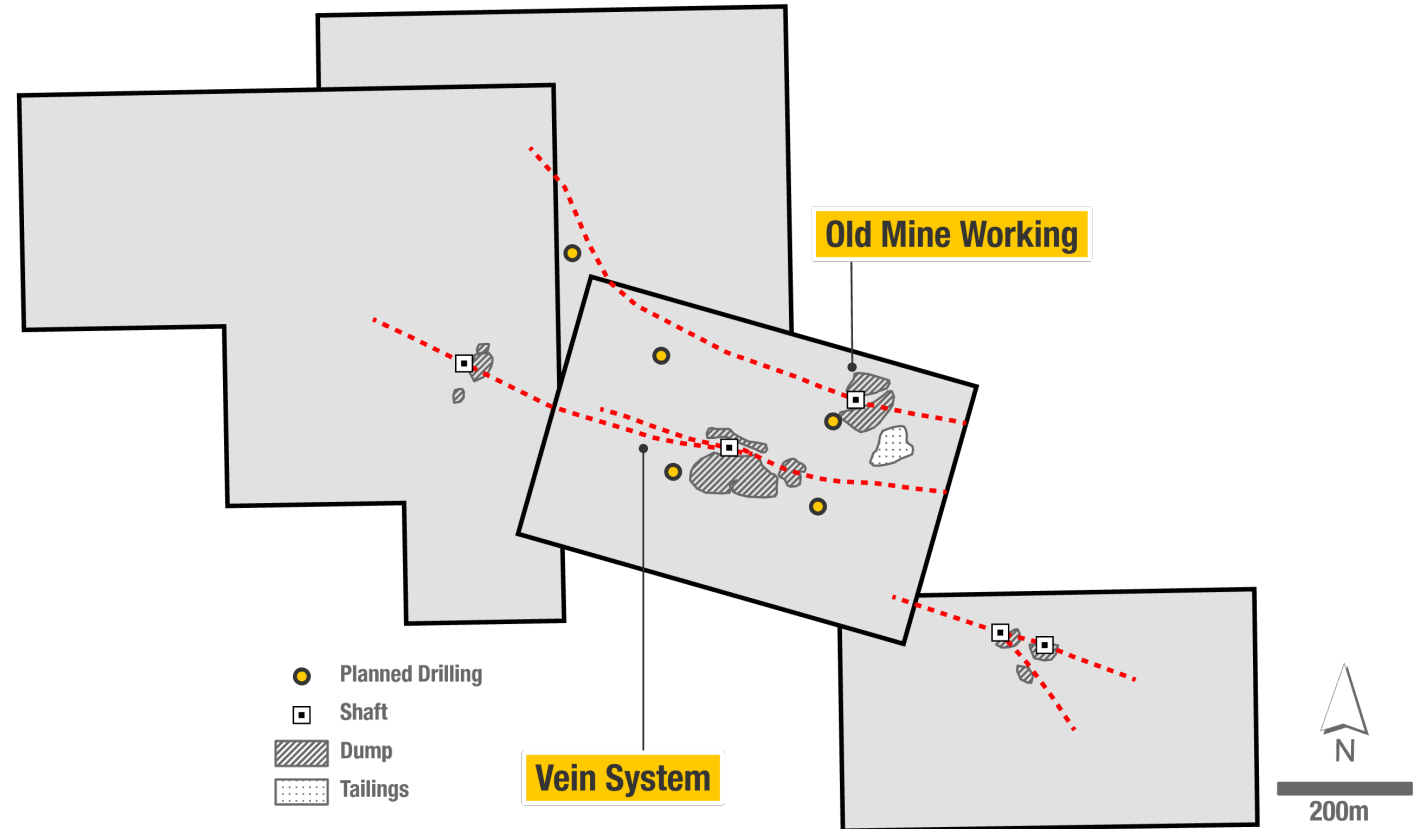 Old Mine Working
Planned Drilling
Shaft
Dump
Tailings
Vein System
N
200m